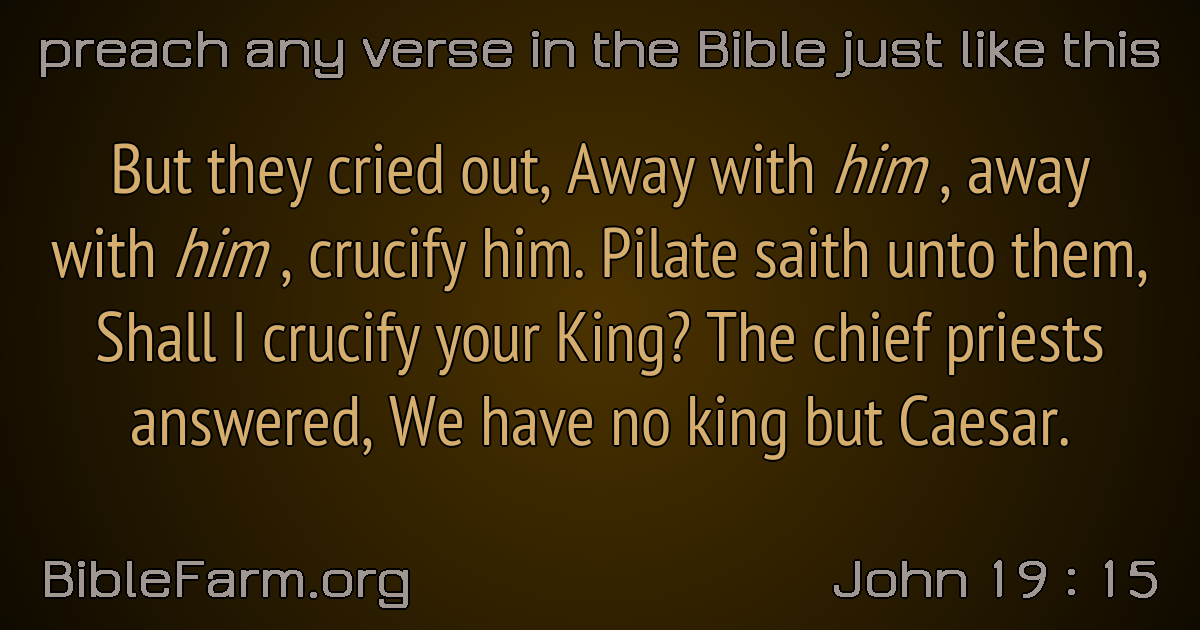 preach any verse in the Bible just like this
But they cried out, Away with him , away
with him , crucify him. Pilate saith unto them,
Shall I crucify your King? The chief priests
answered, We have no king but Caesar.
BibleFarm.org
John 19 : 15